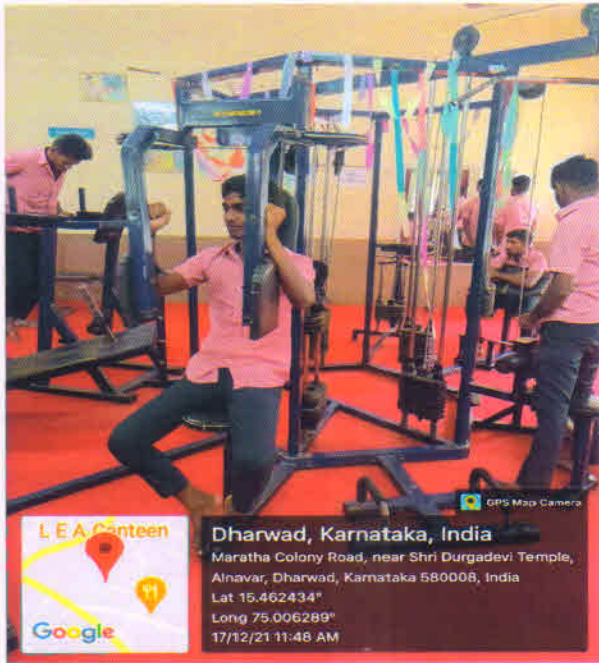 GPS Map Camera
L E A Canteen
Google
Dharwad, Karnataka, India
Maratha Colony Road, near Shri Durgadevi Temple,
Alnavar, Dharwad, Karnataka 580008, India
Lat 15.462434°
Long 75.006289°
17/12/21 11:48 AM